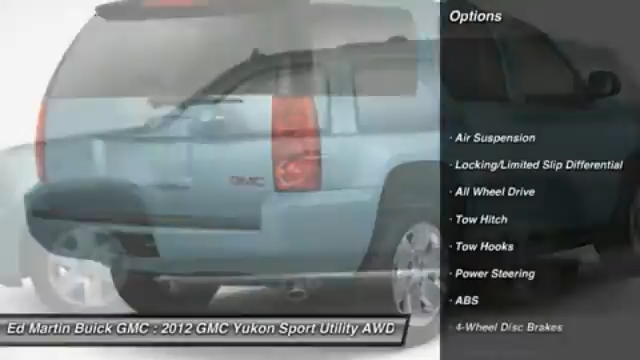 Options
· Air Suspension
· Locking/Limited Slip Differential
· All Wheel Drive
· Tow Hitch
· Tow Hooks
· Power Steering
· ABS
· 4-Wheel Disc Brakes
GMC
Ed Martin Buick GMC : 2012 GMC Yukon Sport Utility AWD